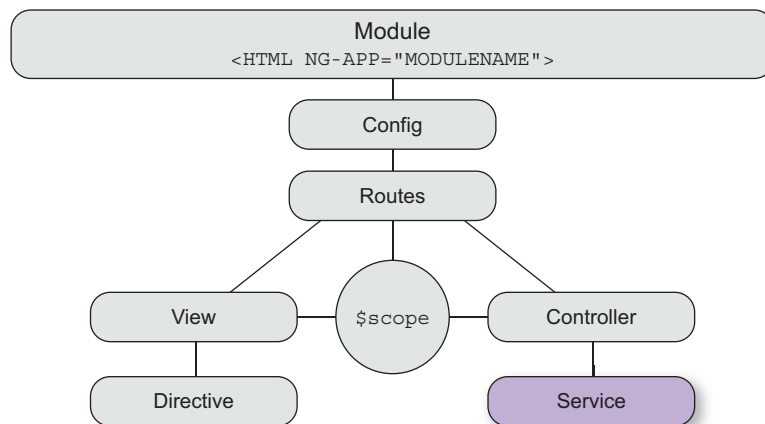 Module
<HTML NG-APP="MODULENAME">
Config
Routes
View
$scope
Controller
Directive
Service